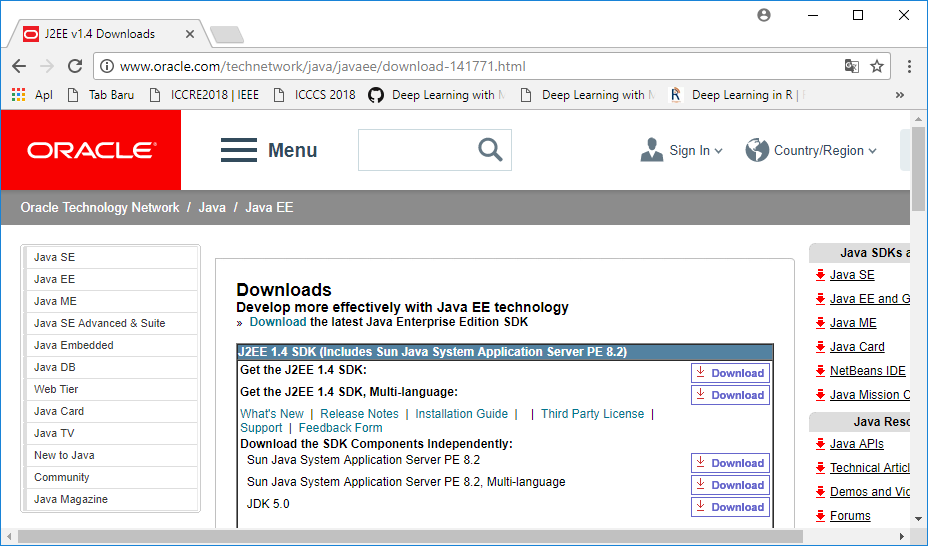 J2EE v1.4 Downloads
www.oracle.com/technetwork/java/javaee/download-141771.html
Apl Tab Baru ICCRE2018 | IEEE ICCCS 2018 Deep Learning with Deep Learning with Deep Learning in R |
ORACLE Menu Sign In Country/Region
Oracle Technology Network / Java / Java EE
Java SE
Java EE
Java ME
Java SE Advanced & Suite
Java Embedded
Java DB
Web Tier
Java Card
Java TV
New to Java
Community
Java Magazine
Downloads
Develop more effectively with Java EE technology
» Download the latest Java Enterprise Edition SDK
J2EE 1.4 SDK (Includes Sun Java System Application Server PE 8.2)
Get the J2EE 1.4 SDK: Download
Get the J2EE 1.4 SDK, Multi-language: Download
What's New | Release Notes | Installation Guide | | Third Party License |
Support | Feedback Form
Download the SDK Components Independently:
Sun Java System Application Server PE 8.2 Download
Sun Java System Application Server PE 8.2, Multi-language Download
JDK 5.0 Download
Java SDKs a
Java SE
Java EE and G
Java ME
Java Card
NetBeans IDE
Java Mission C
Java Reso
Java APIs
Technical Articl
Demos and Vid
Forums